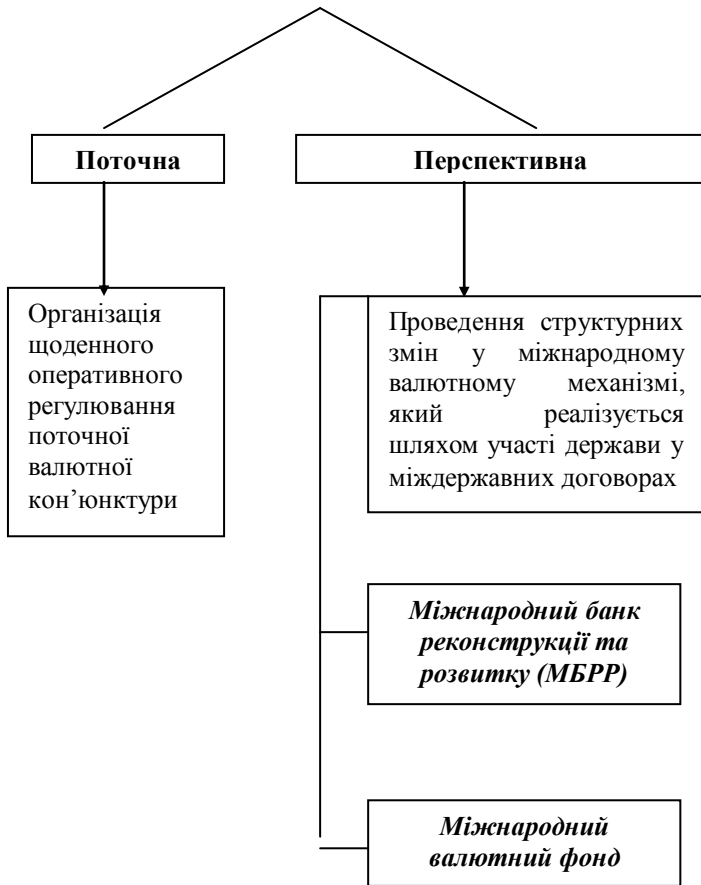 Поточна
Перспективна
Організація
щоденного
оперативного
регулювання
поточної
валютної
кон’юнктури
Проведення структурних
змін у міжнародному
валютному механізмі,
який реалізується
шляхом участі держави у
міждержавних договорах
Міжнародний банк
реконструкції та
розвитку (МБРР)
Міжнародний
валютний фонд